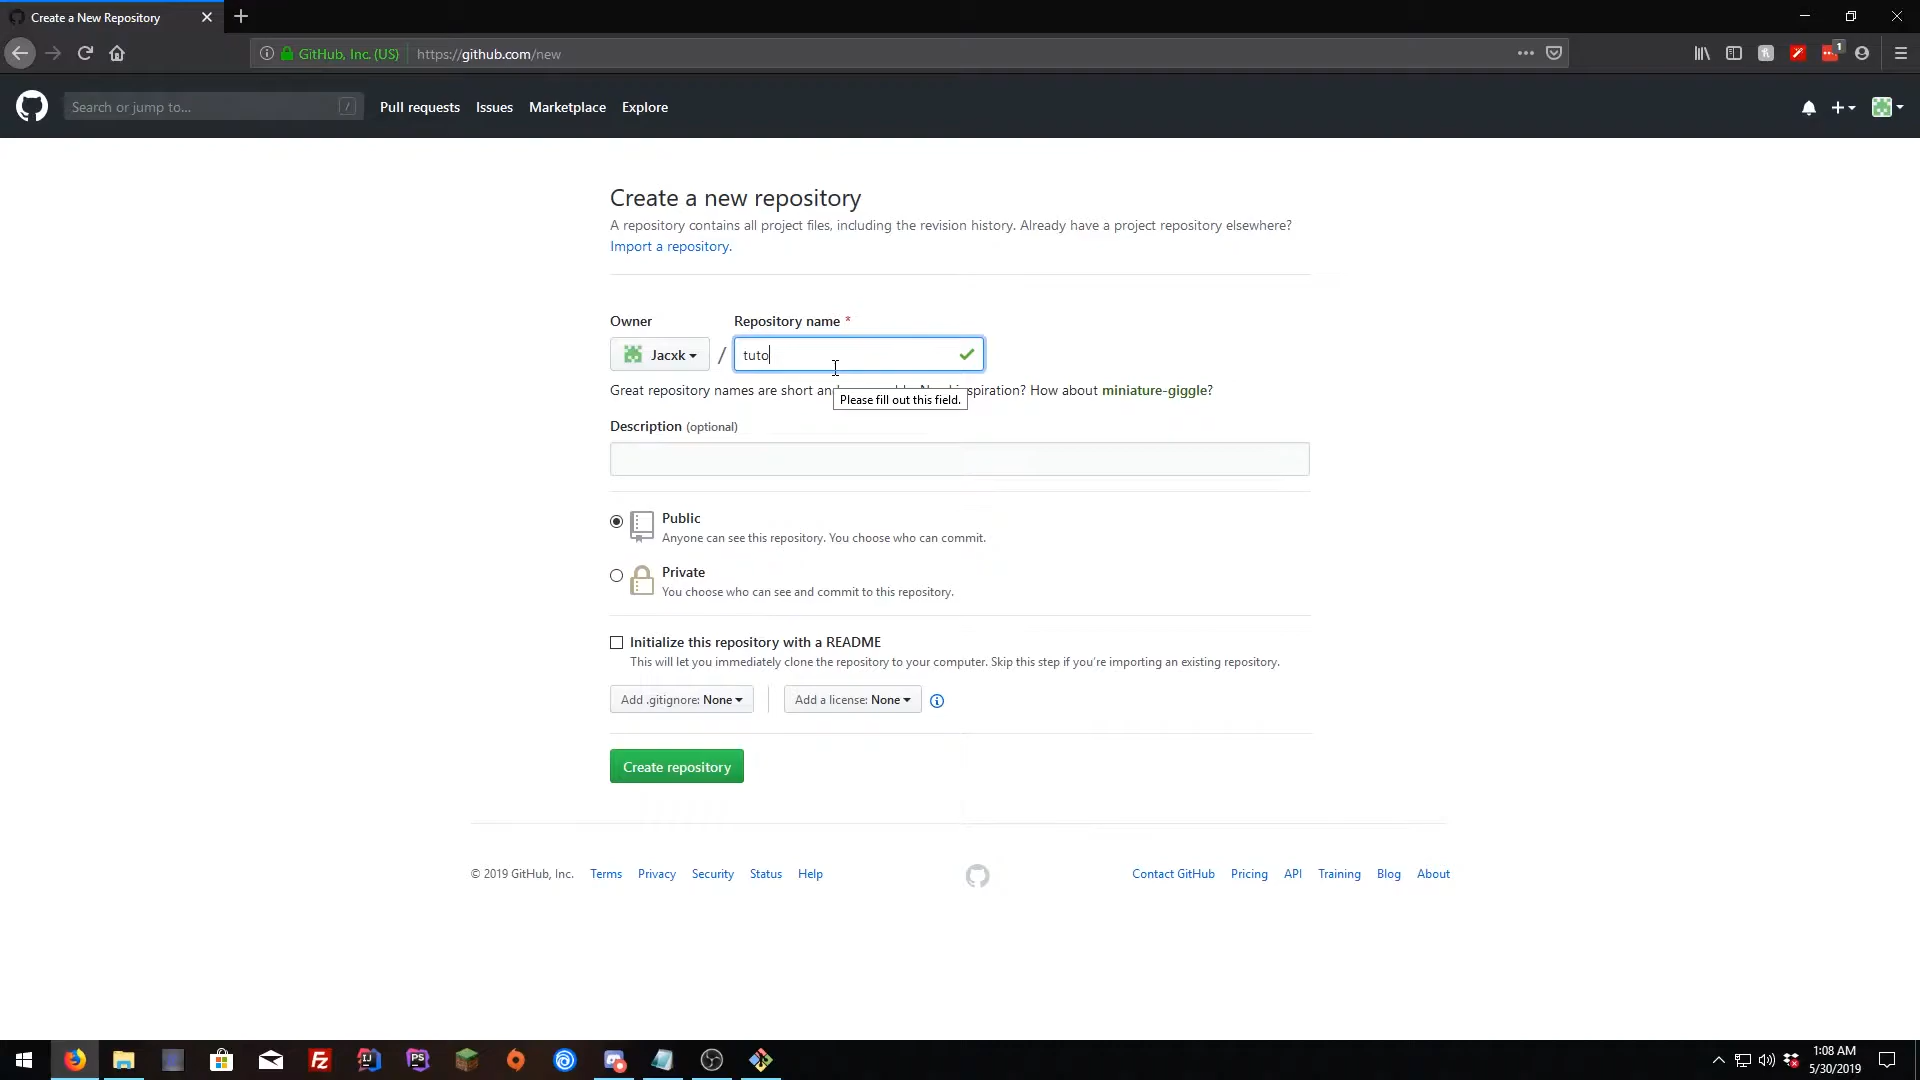 Create a New Repository
GitHub, Inc. (US)
https://github.com/new
1
Search or jump to...
/
Pull requests
Issues
Marketplace
Explore
Create a new repository
A repository contains all project files, including the revision history. Already have a project repository elsewhere?
Import a repository.
Owner
Repository name *
Jacxk
/
tuto
Great repository names are short an
spiration? How about miniature-giggle?
Please fill out this field.
Description (optional)
Public
Anyone can see this repository. You choose who can commit.
Private
You choose who can see and commit to this repository.
Initialize this repository with a README
This will let you immediately clone the repository to your computer. Skip this step if you're importing an existing repository.
Add .gitignore: None
Add a license: None
Create repository
© 2019 GitHub, Inc.
Terms
Privacy
Security
Status
Help
Contact GitHub
Pricing
API
Training
Blog
About
Fz
IJ
PS
1:08 AM
5/30/2019